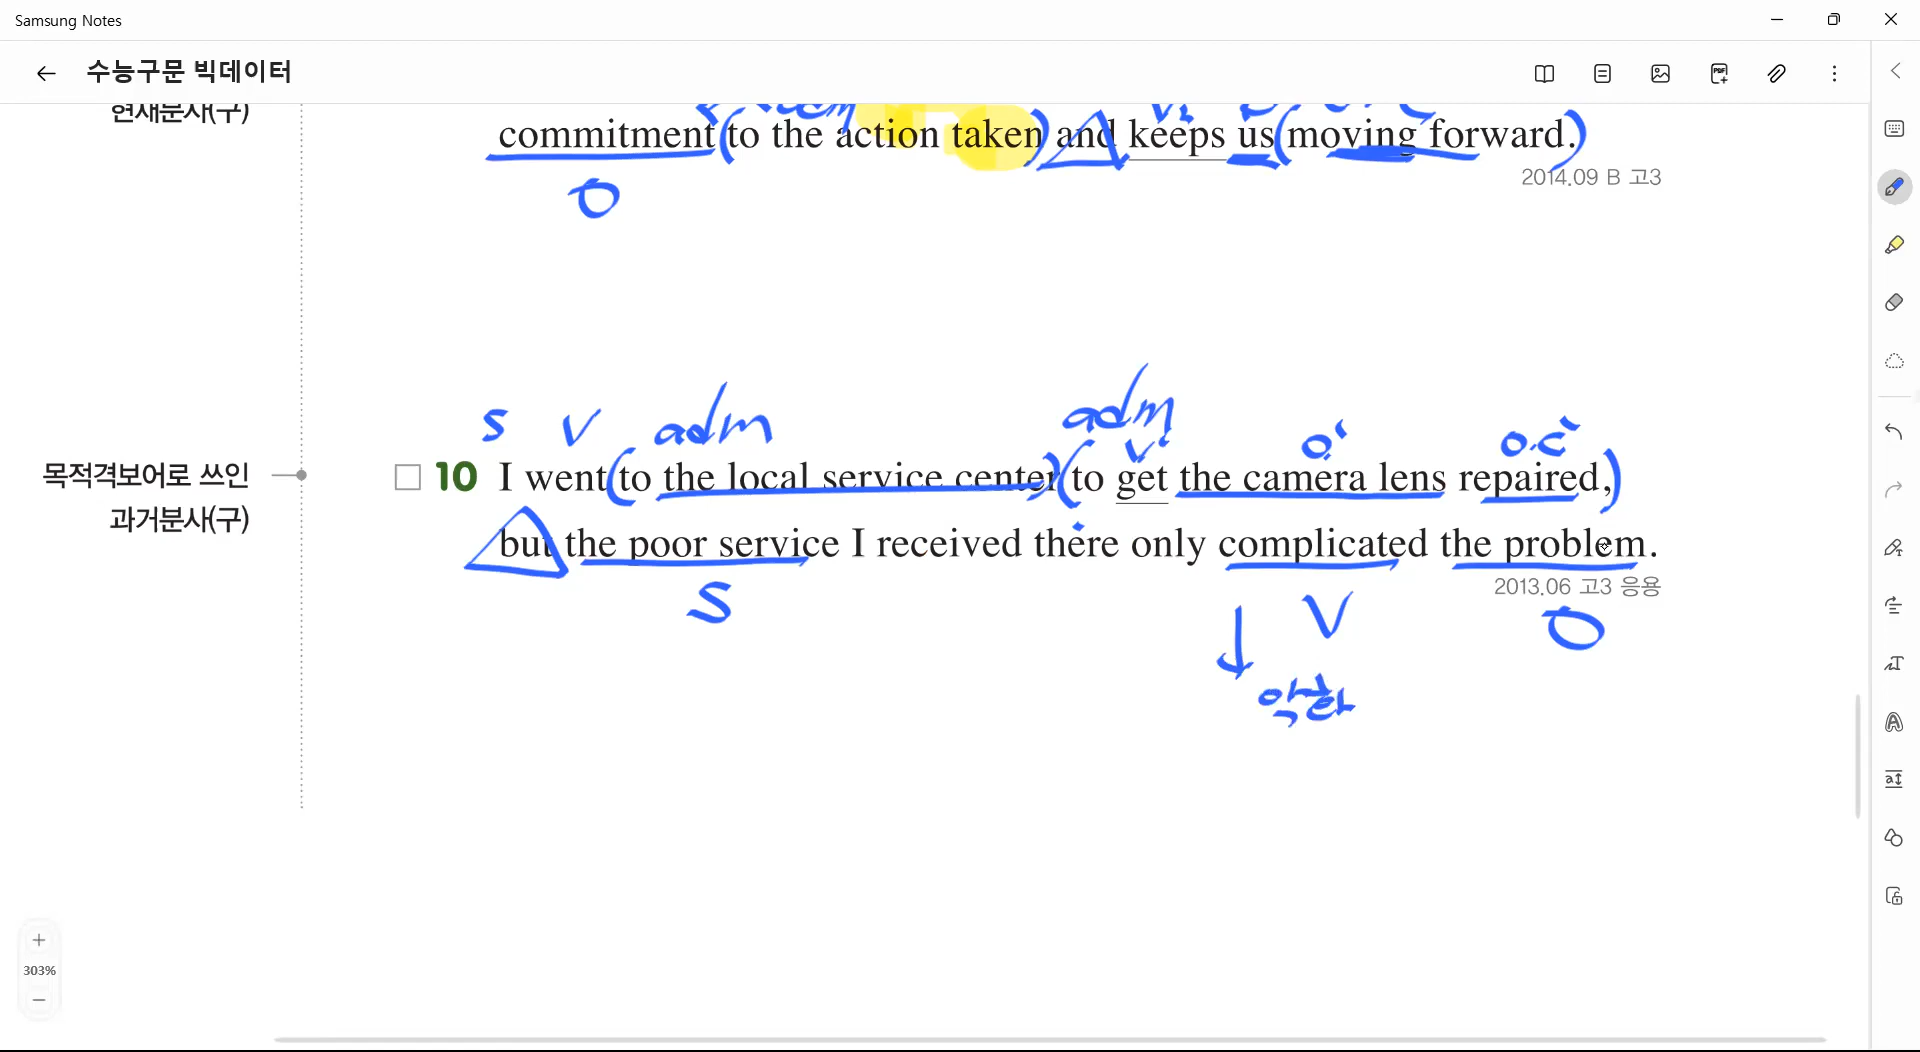 Samsung Notes
수능구문 빅데이터
현재분사(구)
commitment (to the action taken) and keeps us (moving forward.)
2014.09 B 고3
O
S V adm adm
V' O' O.C'
목적격보어로 쓰인
과거분사(구)
10 I went (to the local service center) (to get the camera lens repaired,)
but the poor service I received there only complicated the problem.
2013.06 고3 응용
S V O
악화
303%